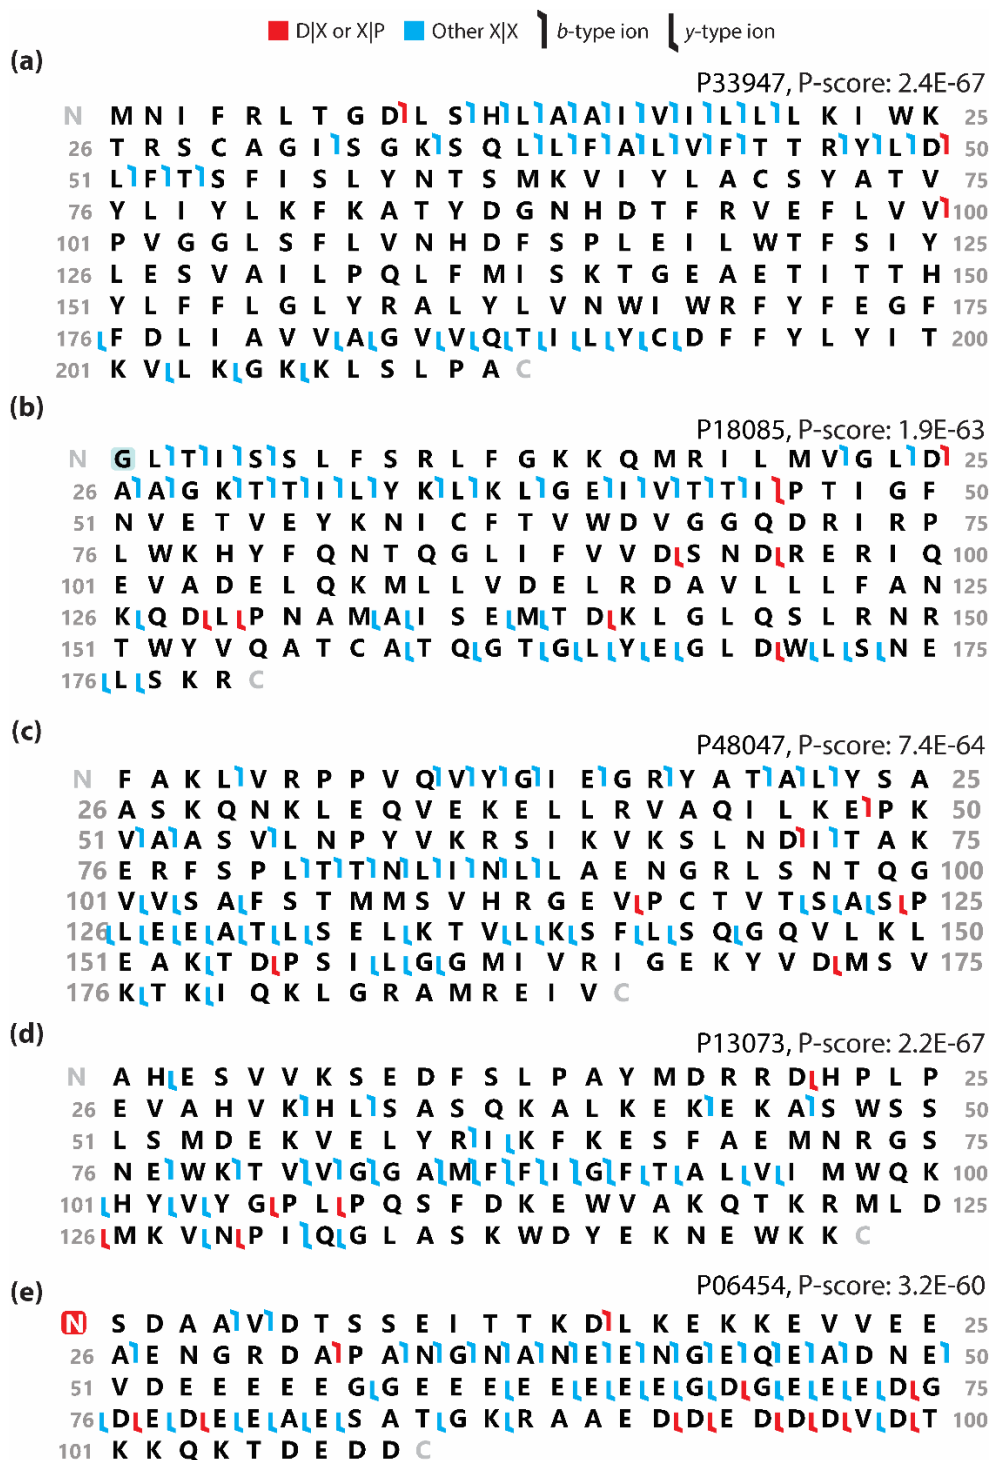 D|X or X|P Other X|X b-type ion y-type ion
(a)
P33947, P-score: 2.4E-67
N M N I F R L T G D L S H L A A I V I L L L K I W K 25
26 T R S C A G I S G K S Q L L F A L V F T T R Y L D 50
51 L F T S F I S L Y N T S M K V I Y L A C S Y A T V 75
76 Y L I Y L K F K A T Y D G N H D T F R V E F L V V 100
101 P V G G L S F L V N H D F S P L E I L W T F S I Y 125
126 L E S V A I L P Q L F M I S K T G E A E T I T T H 150
151 Y L F F L G L Y R A L Y L V N W I W R F Y F E G F 175
176 F D L I A V V A G V V Q T I L Y C D F F Y L Y I T 200
201 K V L K G K K L S L P A C
(b)
P18085, P-score: 1.9E-63
N G L T I S S L F S R L F G K K Q M R I L M V G L D 25
26 A A G K T T I L Y K L K L G E I V T T I P T I G F 50
51 N V E T V E Y K N I C F T V W D V G G Q D R I R P 75
76 L W K H Y F Q N T Q G L I F V V D S N D R E R I Q 100
101 E V A D E L Q K M L L V D E L R D A V L L L F A N 125
126 K Q D L P N A M A I S E M T D K L G L Q S L R N R 150
151 T W Y V Q A T C A T Q G T G L Y E G L D W L S N E 175
176 L S K R C
(c)
P48047, P-score: 7.4E-64
N F A K L V R P P V Q V Y G I E G R Y A T A L Y S A 25
26 A S K Q N K L E Q V E K E L L R V A Q I L K E P K 50
51 V A A S V L N P Y V K R S I K V K S L N D I T A K 75
76 E R F S P L T T N L I N L L A E N G R L S N T Q G 100
101 V V S A F S T M M S V H R G E V P C T V T S A S P 125
126 L E E A T L S E L K T V L K S F L S Q G Q V L K L 150
151 E A K T D P S I L G G M I V R I G E K Y V D M S V 175
176 K T K I Q K L G R A M R E I V C
(d)
P13073, P-score: 2.2E-67
N A H E S V V K S E D F S L P A Y M D R R D H P L P 25
26 E V A H V K H L S A S Q K A L K E K E K A S W S S 50
51 L S M D E K V E L Y R I K F K E S F A E M N R G S 75
76 N E W K T V V G G A M F F I G F T A L V I M W Q K 100
101 H Y V Y G P L P Q S F D K E W V A K Q T K R M L D 125
126 M K V N P I Q G L A S K W D Y E K N E W K K C
(e)
P06454, P-score: 3.2E-60
N S D A A V D T S S E I T T K D L K E K K E V V E E 25
26 A E N G R D A P A N G N A N E E N G E Q E A D N E 50
51 V D E E E E E G G E E E E E E E G D G E E E D G 75
76 D E D E E A E S A T G K R A A E D D E D D D V D T 100
101 K K Q K T D E D D C